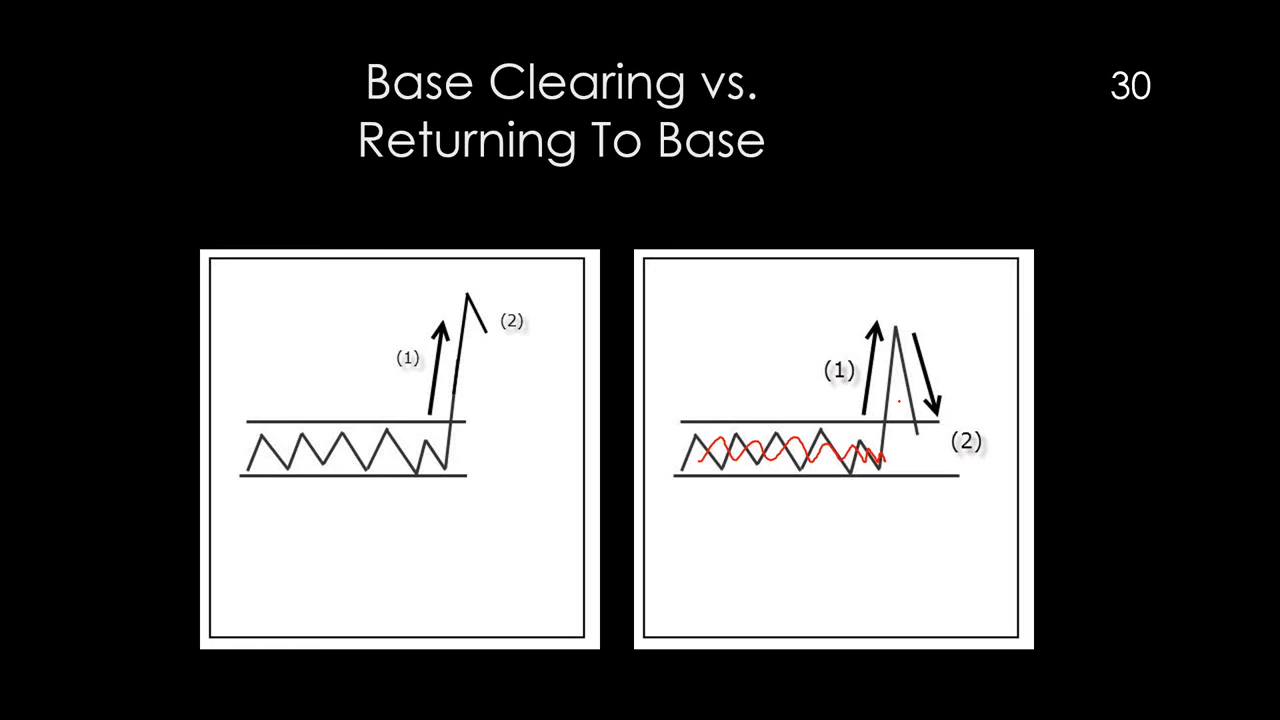 Base Clearing vs.
Returning To Base
30
(1)
(2)
(1)
(2)